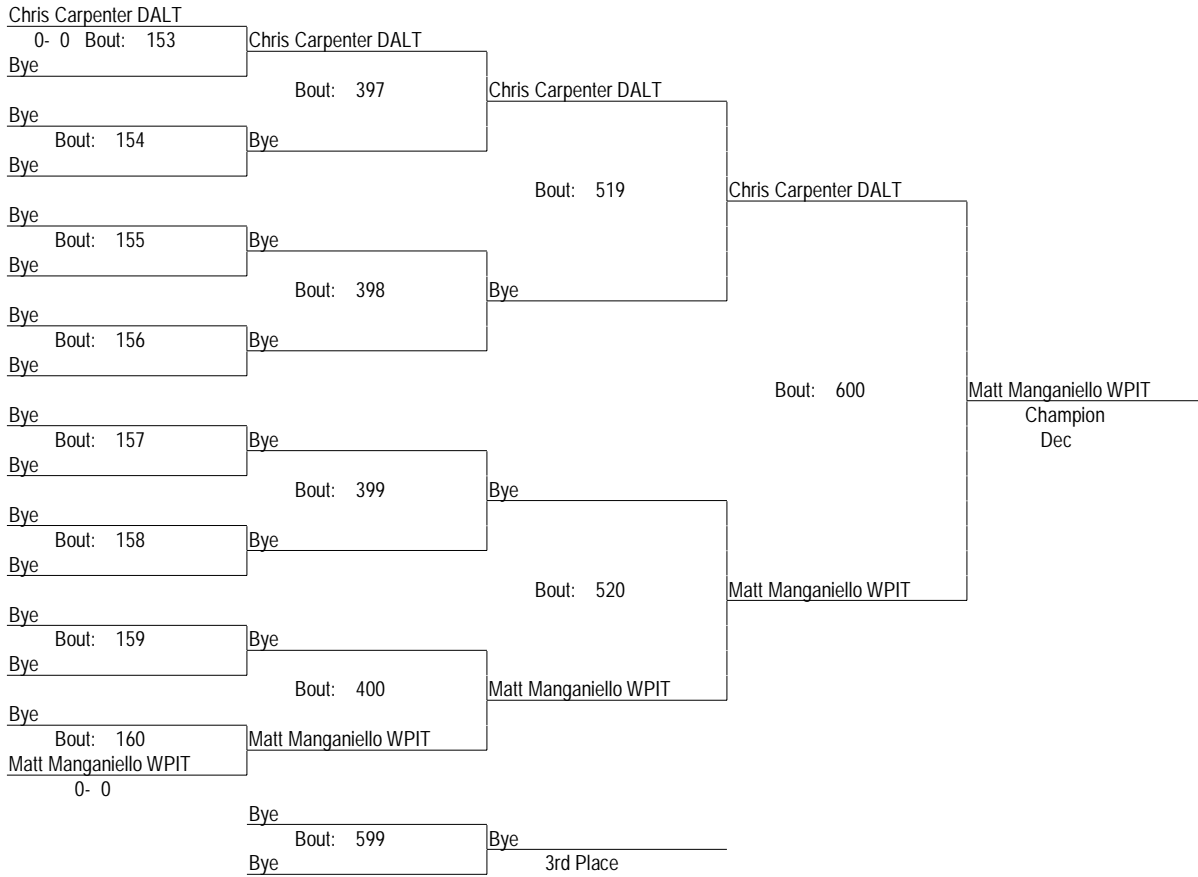 Chris Carpenter DALT
0- 0 Bout: 153
Chris Carpenter DALT
Bye
Bout: 397
Chris Carpenter DALT
Bye
Bout: 154
Bye
Bye
Bout: 519
Chris Carpenter DALT
Bye
Bout: 155
Bye
Bye
Bout: 398
Bye
Bye
Bout: 156
Bye
Bye
Bout: 600
Matt Manganiello WPIT
Champion
Dec
Bye
Bout: 157
Bye
Bye
Bout: 399
Bye
Bye
Bout: 158
Bye
Bye
Bout: 520
Matt Manganiello WPIT
Bye
Bout: 159
Bye
Bye
Bout: 400
Matt Manganiello WPIT
Bye
Bout: 160
Matt Manganiello WPIT
Matt Manganiello WPIT
0- 0
Bye
Bout: 599
Bye
Bye
3rd Place